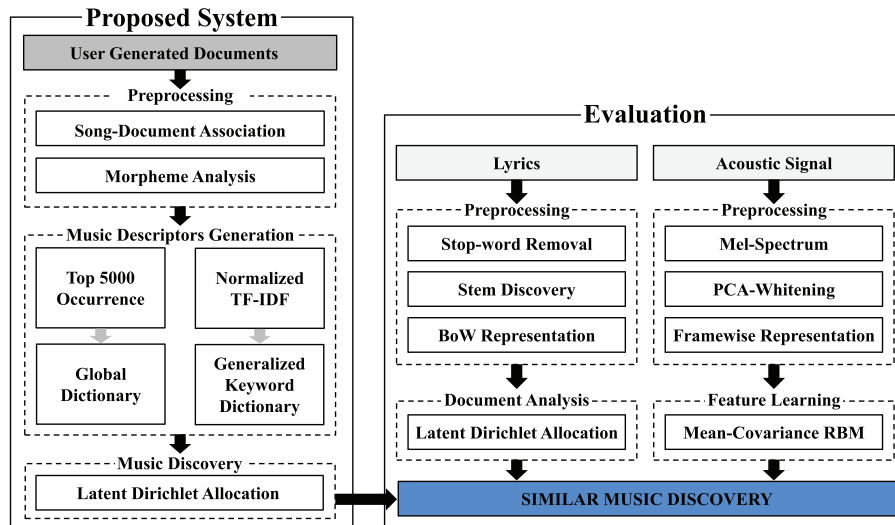 Proposed System
User Generated Documents
Preprocessing
Song-Document Association
Morpheme Analysis
Music Descriptors Generation
Top 5000
Occurrence
Normalized
TF-IDF
Global
Dictionary
Generalized
Keyword
Dictionary
Music Discovery
Latent Dirichlet Allocation
Evaluation
Lyrics
Preprocessing
Stop-word Removal
Stem Discovery
BoW Representation
Document Analysis
Latent Dirichlet Allocation
Acoustic Signal
Preprocessing
Mel-Spectrum
PCA-Whitening
Framewise Representation
Feature Learning
Mean-Covariance RBM
SIMILAR MUSIC DISCOVERY